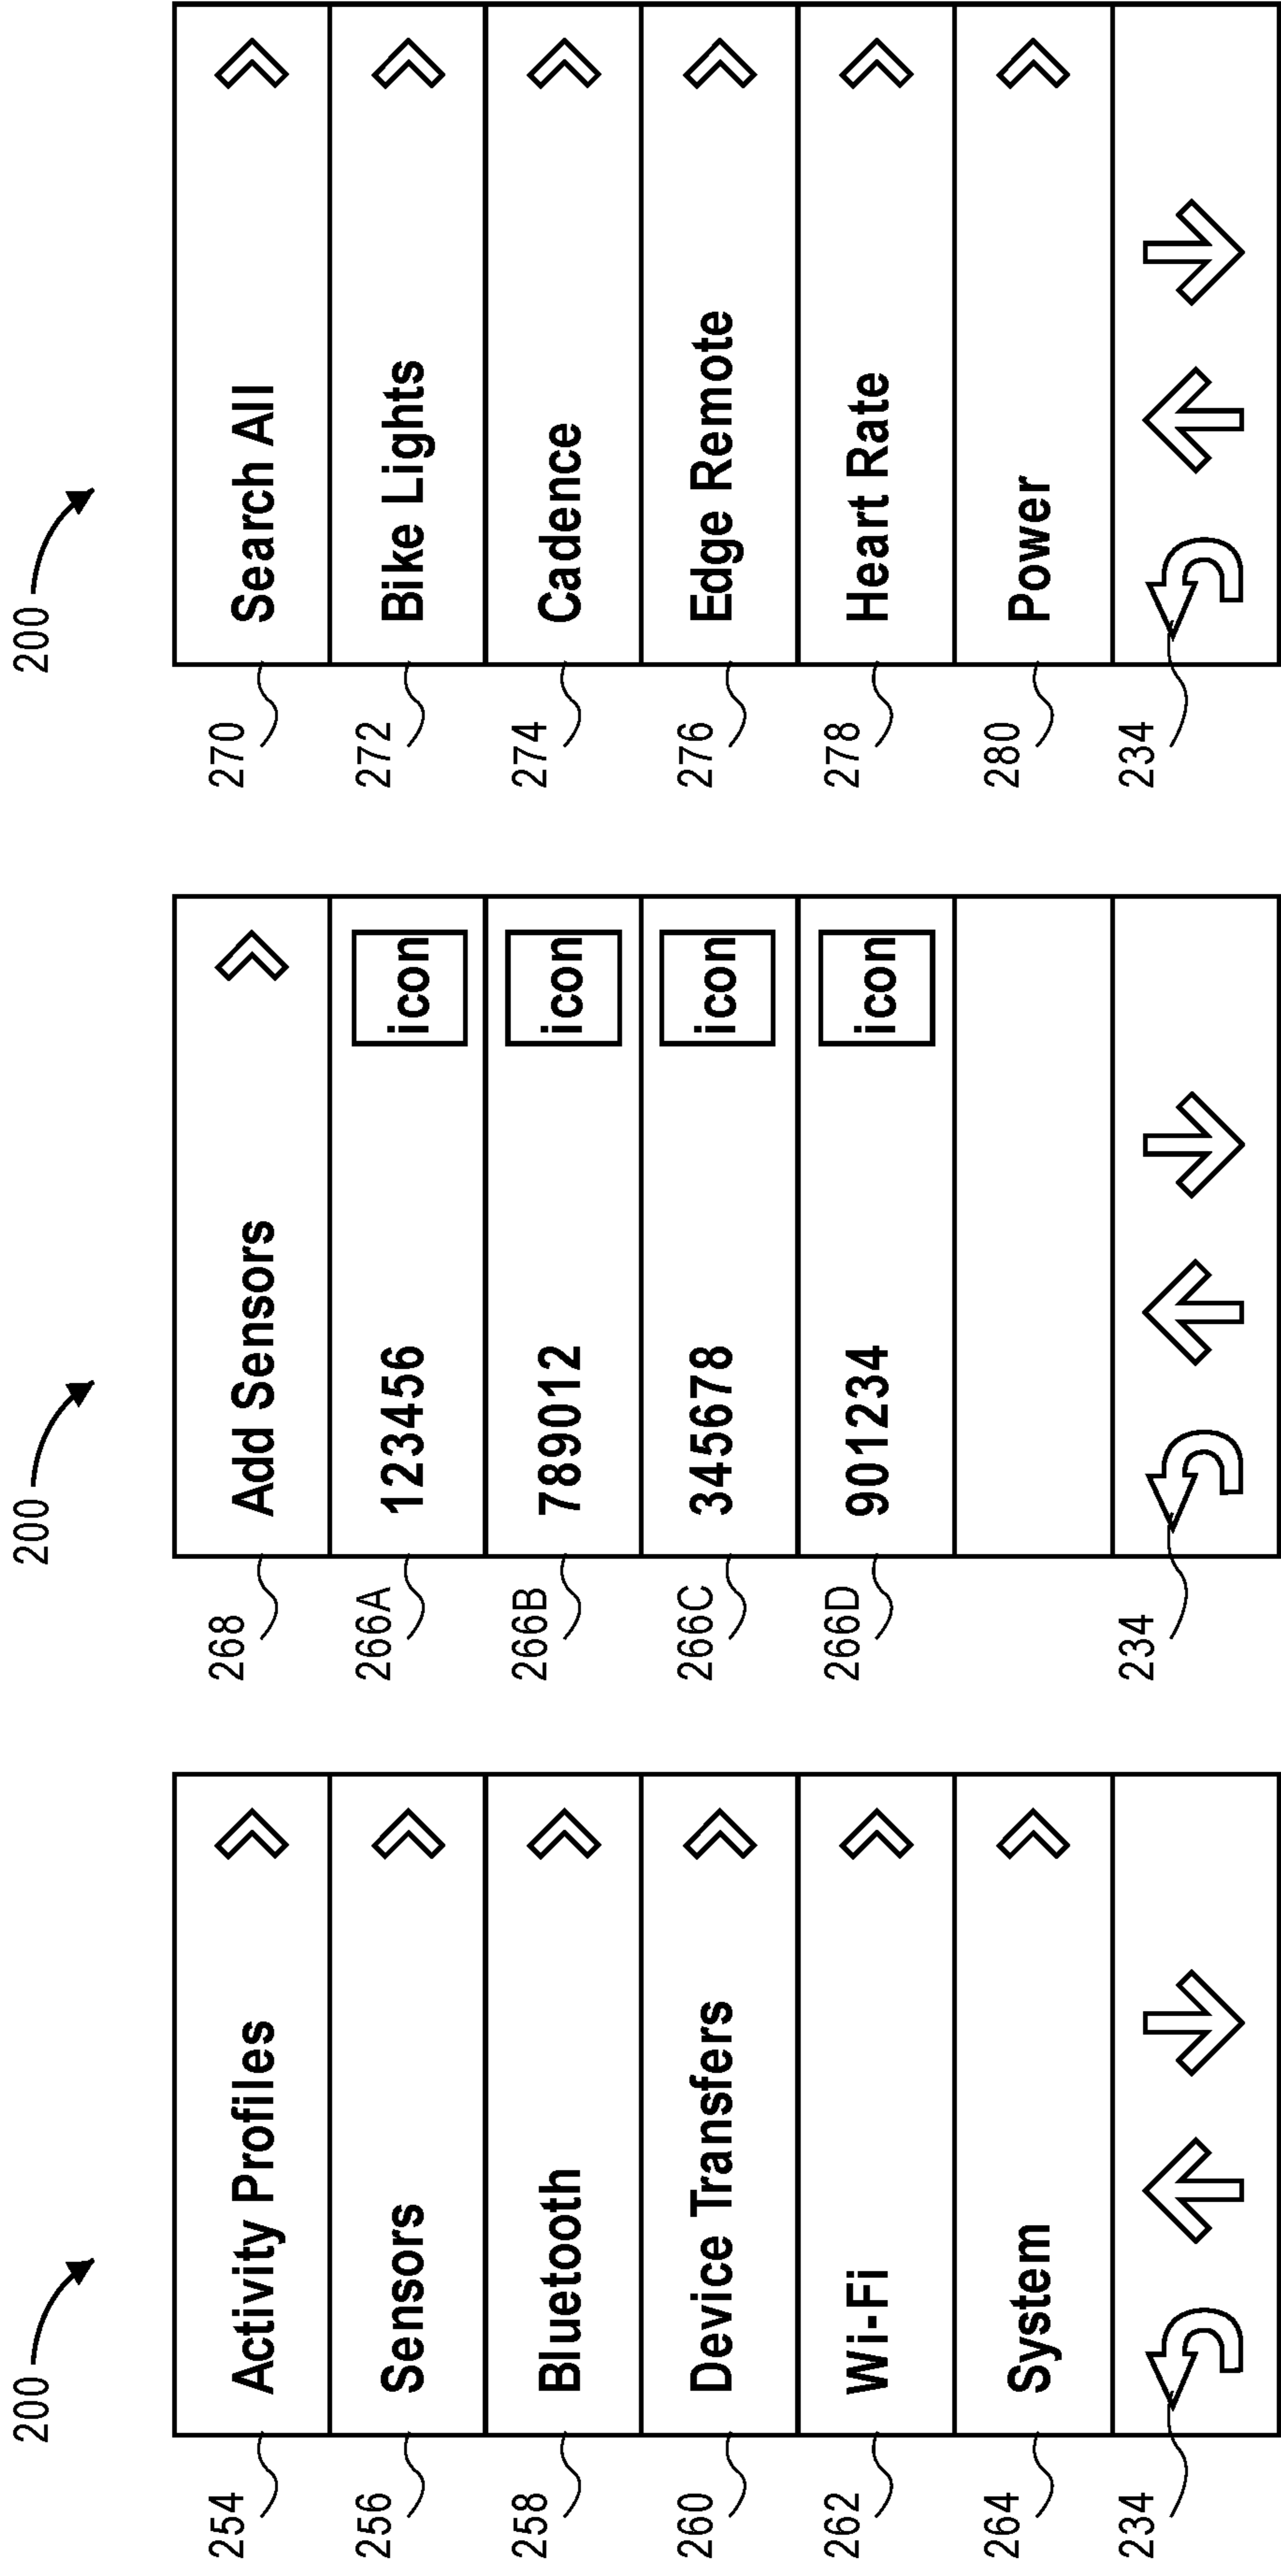 200
254 Activity Profiles
256 Sensors
258 Bluetooth
260 Device Transfers
262 Wi-Fi
264 System
234
200
268 Add Sensors
266A 123456 icon
266B 789012 icon
266C 345678 icon
266D 901234 icon
234
200
270 Search All
272 Bike Lights
274 Cadence
276 Edge Remote
278 Heart Rate
280 Power
234